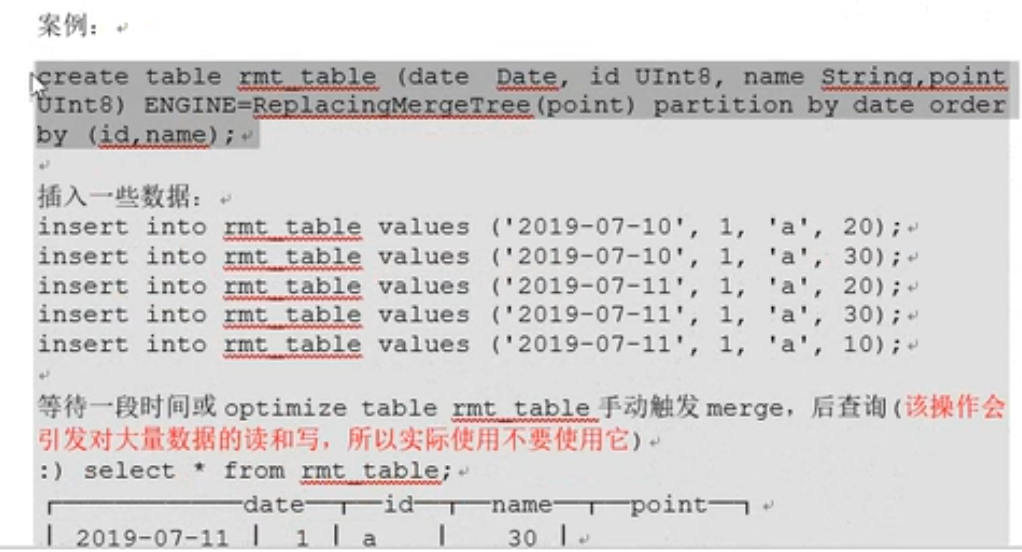 案例：
create table rmt_table (date  Date, id UInt8, name String,point
UInt8) ENGINE=ReplacingMergeTree(point) partition by date order
by (id,name);
插入一些数据：
insert into rmt_table values ('2019-07-10', 1, 'a', 20);
insert into rmt_table values ('2019-07-10', 1, 'a', 30);
insert into rmt_table values ('2019-07-11', 1, 'a', 20);
insert into rmt_table values ('2019-07-11', 1, 'a', 30);
insert into rmt_table values ('2019-07-11', 1, 'a', 10);
等待一段时间或 optimize table rmt_table 手动触发 merge，后查询(该操作会
引发对大量数据的读和写，所以实际使用不要使用它)
:) select * from rmt_table;
┌───────────date─┬──id──┬──name─┬──point──┐
│ 2019-07-11 │  1 │ a    │    30 │